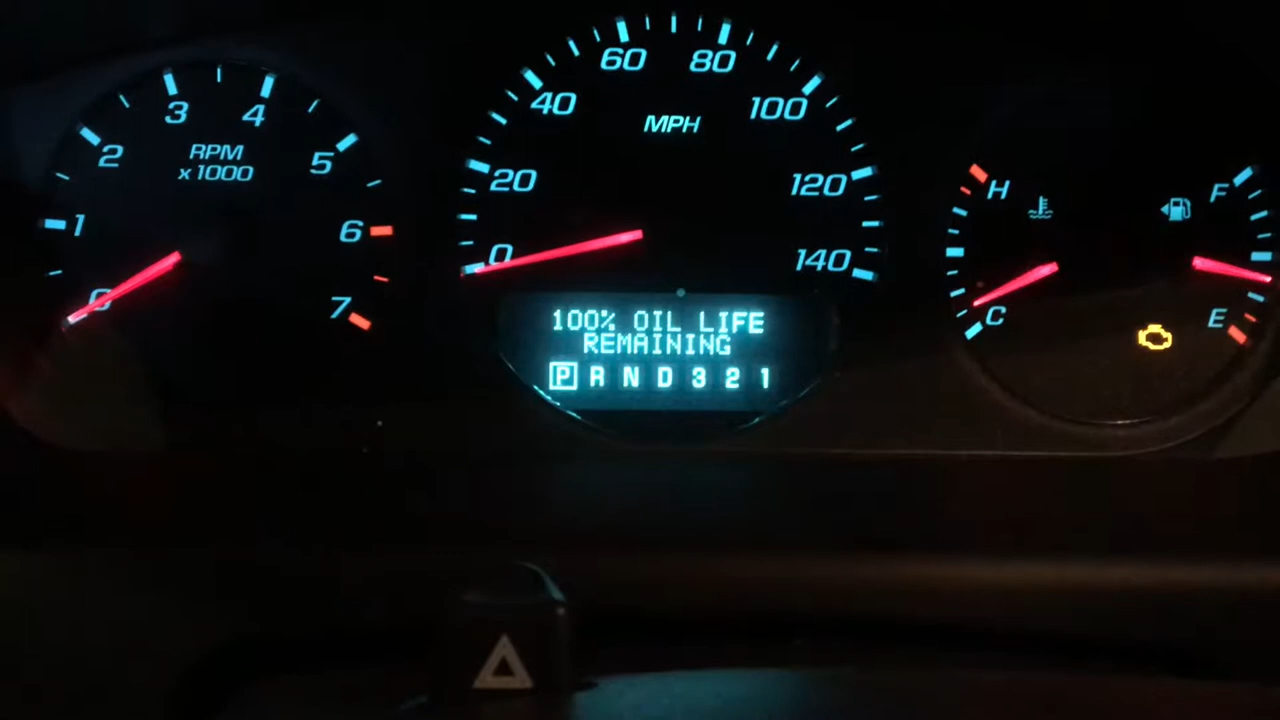 3 4
2 5
RPM
x1000
1 6
0 7
60 80
40 100
MPH
20 120
0 140
100% OIL LIFE
REMAINING
P R N D 3 2 1
H F
C E